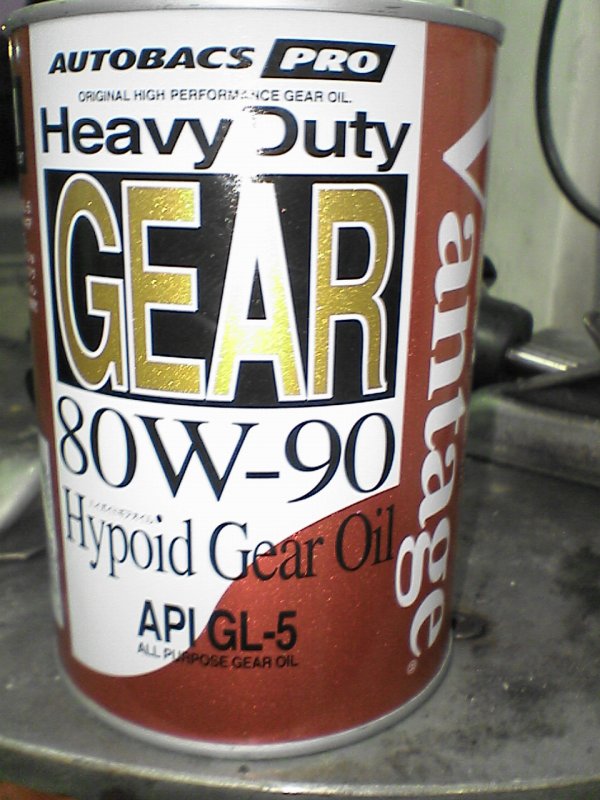 AUTOBACS PRO
ORIGINAL HIGH PERFORMANCE GEAR OIL.
Heavy Duty
GEAR
80W-90
Hypoid Gear Oil
API GL-5
ALL PURPOSE GEAR OIL
Vantage®